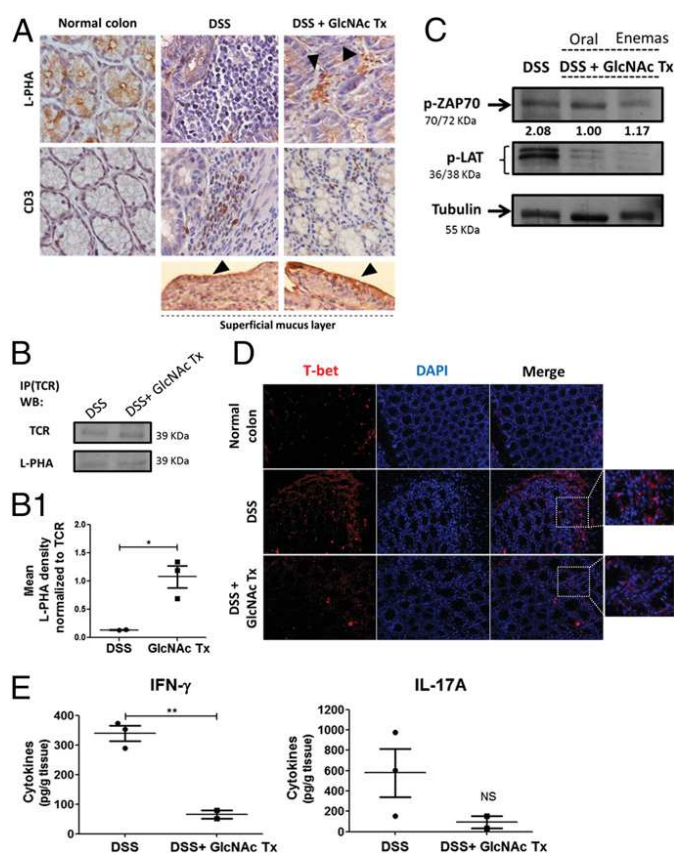 A
Normal colon
DSS
DSS + GlcNAc Tx
L-PHA
CD3
Superficial mucus layer
B
IP(TCR)
WB:
DSS
DSS+ GlcNAc Tx
TCR
39 KDa
L-PHA
39 KDa
B1
Mean
L-PHA density
normalized to TCR
2.0
1.5
1.0
0.5
0.0
*
DSS
GlcNAc Tx
C
Oral
Enemas
DSS
DSS + GlcNAc Tx
p-ZAP70
70/72 KDa
2.08
1.00
1.17
p-LAT
36/38 KDa
Tubulin
55 KDa
D
T-bet
DAPI
Merge
Normal
colon
DSS
DSS +
GlcNAc Tx
E
IFN-γ
Cytokines
(pg/g tissue)
400
300
200
100
0
**
DSS
DSS+ GlcNAc Tx
IL-17A
Cytokines
(pg/g tissue)
1200
1000
800
600
400
200
0
NS
DSS
DSS+ GlcNAc Tx